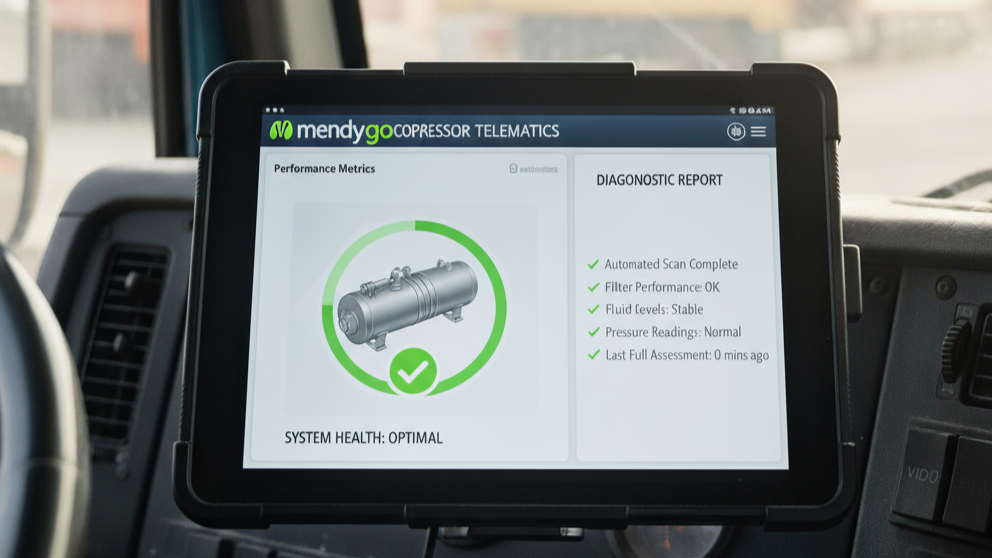 mendygo COPRESSOR TELEMATICS
Performance Metrics
DIAGONOSTIC REPORT
Automated Scan Complete
Filter Performance: OK
Fluid Levels: Stable
Pressure Readings: Normal
Last Full Assessment: 0 mins ago
SYSTEM HEALTH: OPTIMAL
VIDO